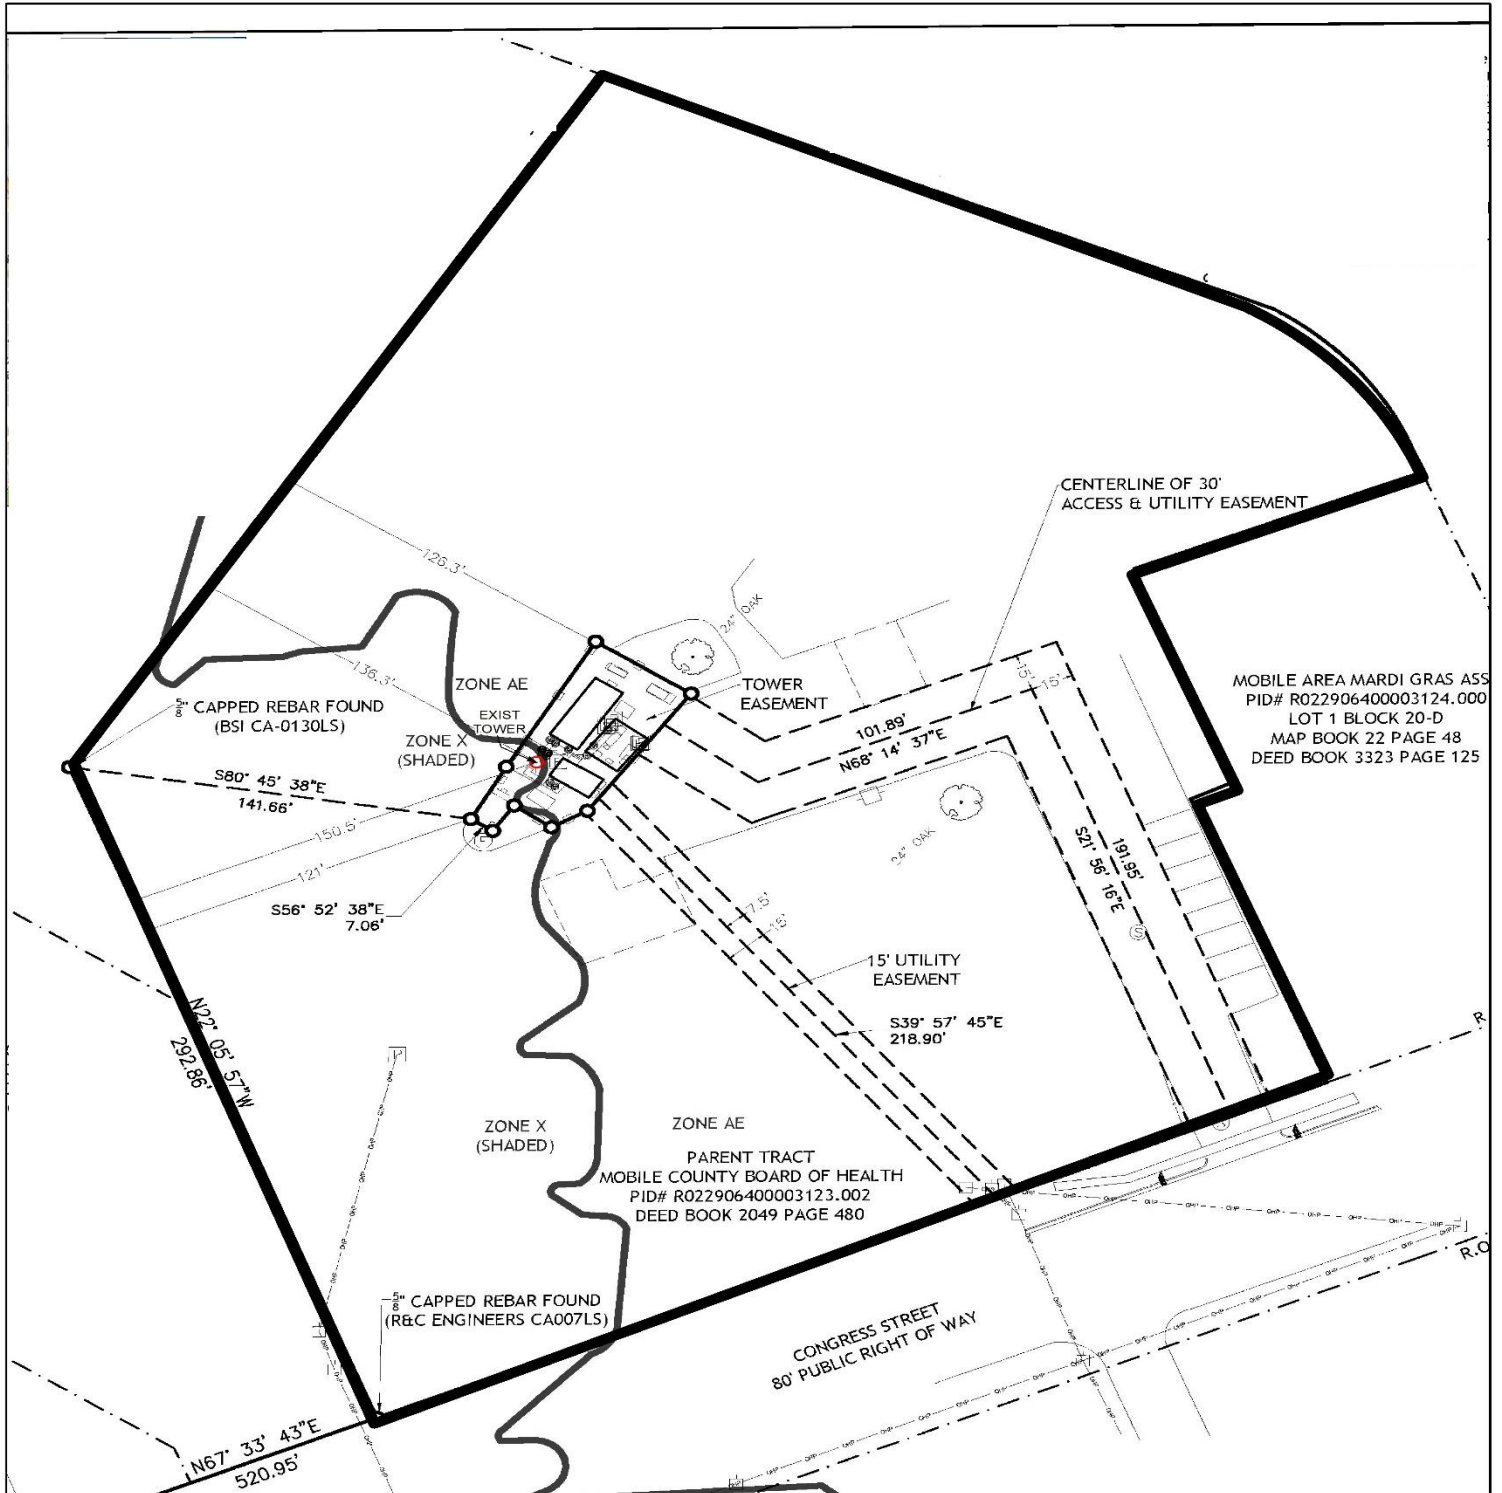 CENTERLINE OF 30'
ACCESS & UTILITY EASEMENT
126.3'
24" OAK
136.3'
ZONE AE
TOWER
EASEMENT
15'
15'
MOBILE AREA MARDI GRAS ASS
PID# R022906400003124.000
LOT 1 BLOCK 20-D
MAP BOOK 22 PAGE 48
DEED BOOK 3323 PAGE 125
5/8" CAPPED REBAR FOUND
(BSI CA-0130LS)
EXIST
TOWER
ZONE X
(SHADED)
101.89'
N68° 14' 37"E
S80° 45' 38"E
141.66'
150.5'
121'
24" OAK
191.95'
S21° 56' 16"E
S56° 52' 38"E
7.06'
7.5'
15'
S
15' UTILITY
EASEMENT
S39° 57' 45"E
218.90'
N22° 05' 57"W
292.86'
P
R
ZONE X
(SHADED)
ZONE AE
PARENT TRACT
MOBILE COUNTY BOARD OF HEALTH
PID# R022906400003123.002
DEED BOOK 2049 PAGE 480
R.O
5/8" CAPPED REBAR FOUND
(R&C ENGINEERS CA007LS)
CONGRESS STREET
80' PUBLIC RIGHT OF WAY
N67° 33' 43"E
520.95'